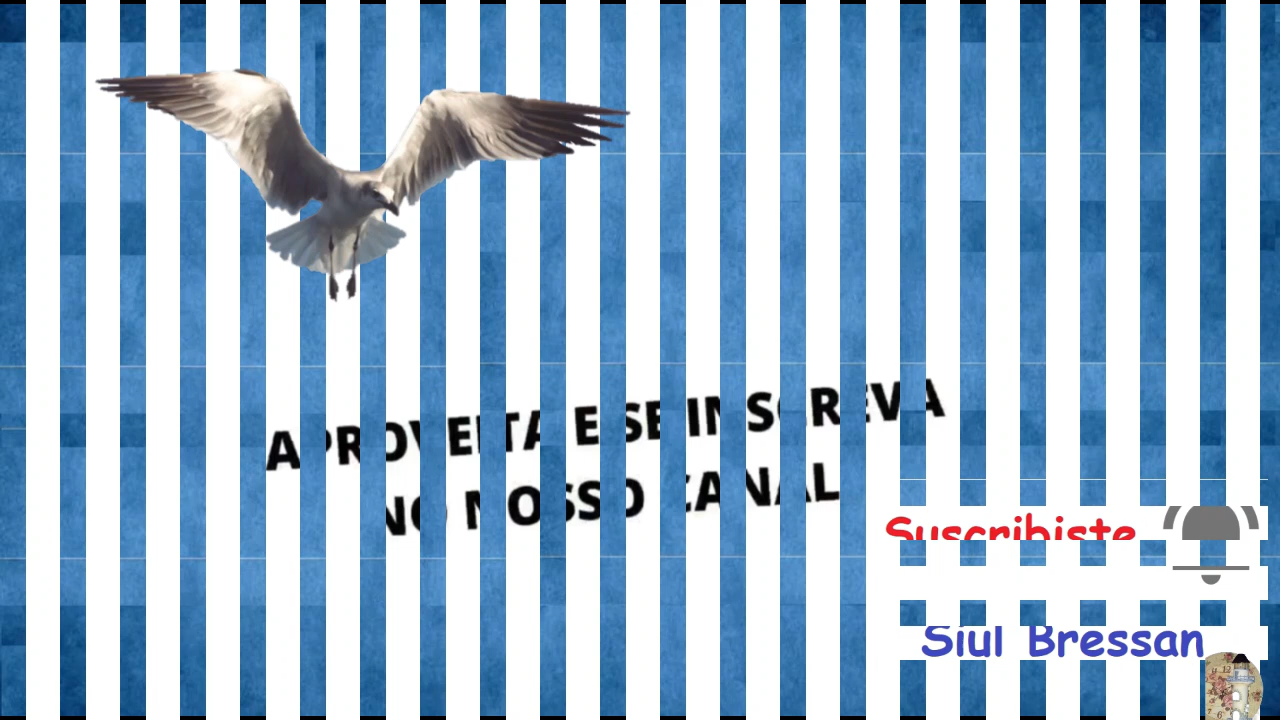 APROVEITA E SE INSCREVA
NO NOSSO CANAL
Suscribiste
Siul Bressan